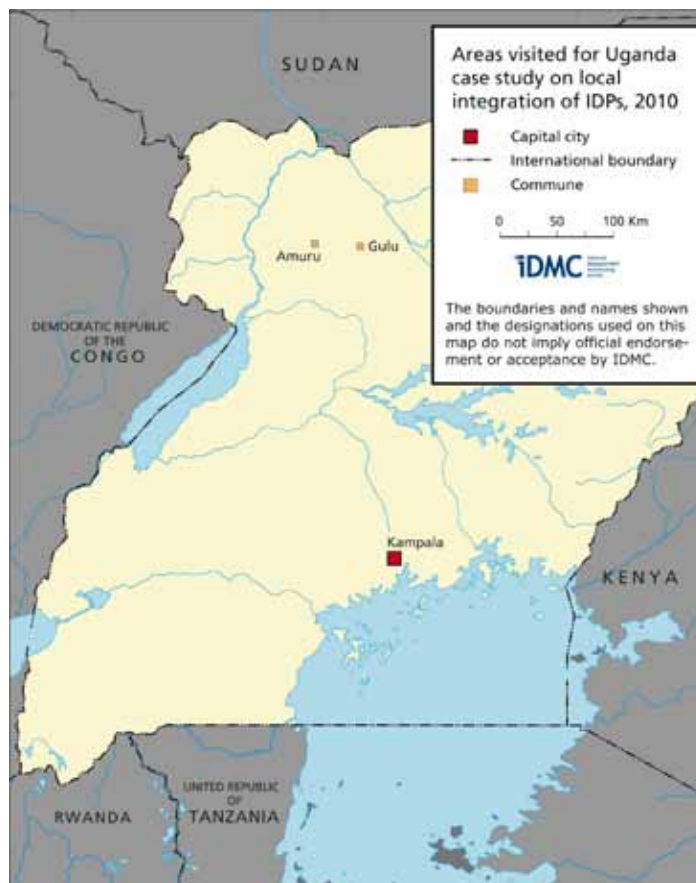 SUDAN
Areas visited for Uganda
case study on local
integration of IDPs, 2010
Capital city
International boundary
Commune
0 50 100 Km
iDMC
The boundaries and names shown
and the designations used on this
map do not imply official endorse-
ment or acceptance by IDMC.
Amuru
Gulu
DEMOCRATIC REPUBLIC
OF THE
CONGO
Kampala
KENYA
UNITED REPUBLIC
OF
TANZANIA
RWANDA